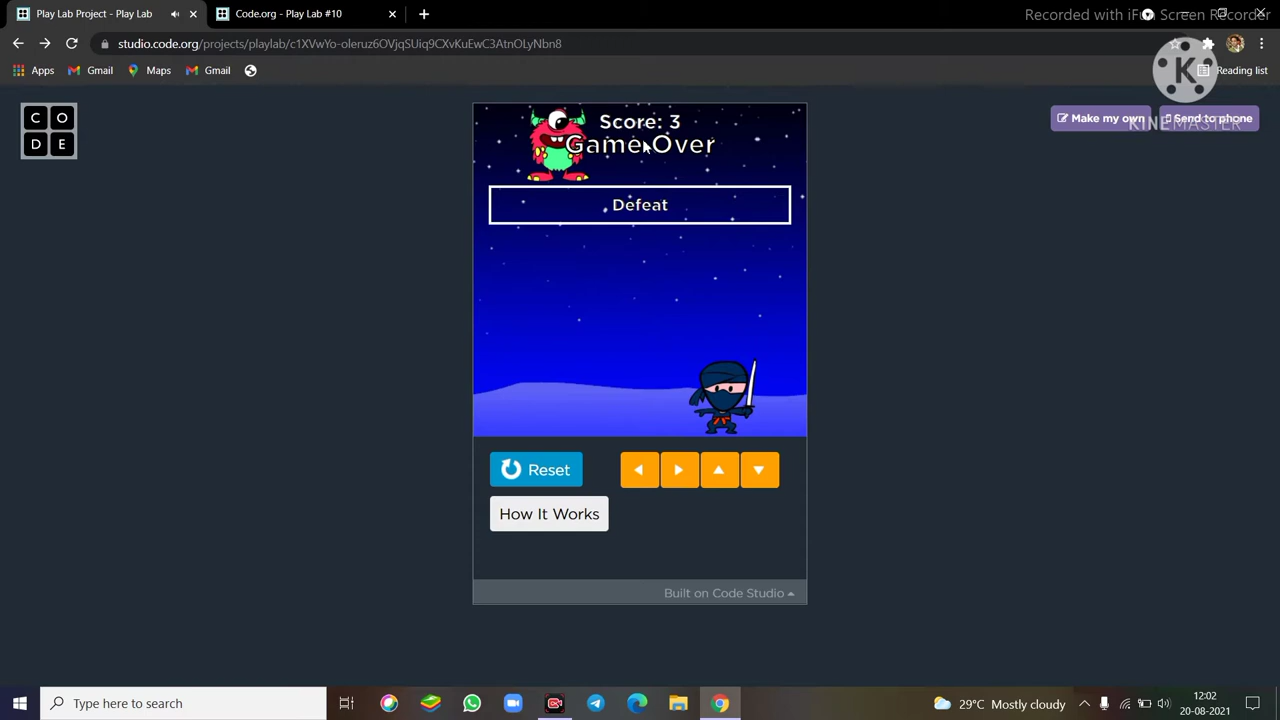 Play Lab Project - Play Lab
Code.org - Play Lab #10
Recorded with iFun Screen Recorder
studio.code.org/projects/playlab/c1XVwYo-oleruz6OVjqSUiq9CXvKuEwC3AtnOLyNbn8
Apps
Gmail
Maps
Gmail
K
Reading list
C O
D E
Score: 3
Game Over
Defeat
Make my own
Send to phone
KINEMASTER
Reset
How It Works
Built on Code Studio
Type here to search
29°C Mostly cloudy
12:02
20-08-2021